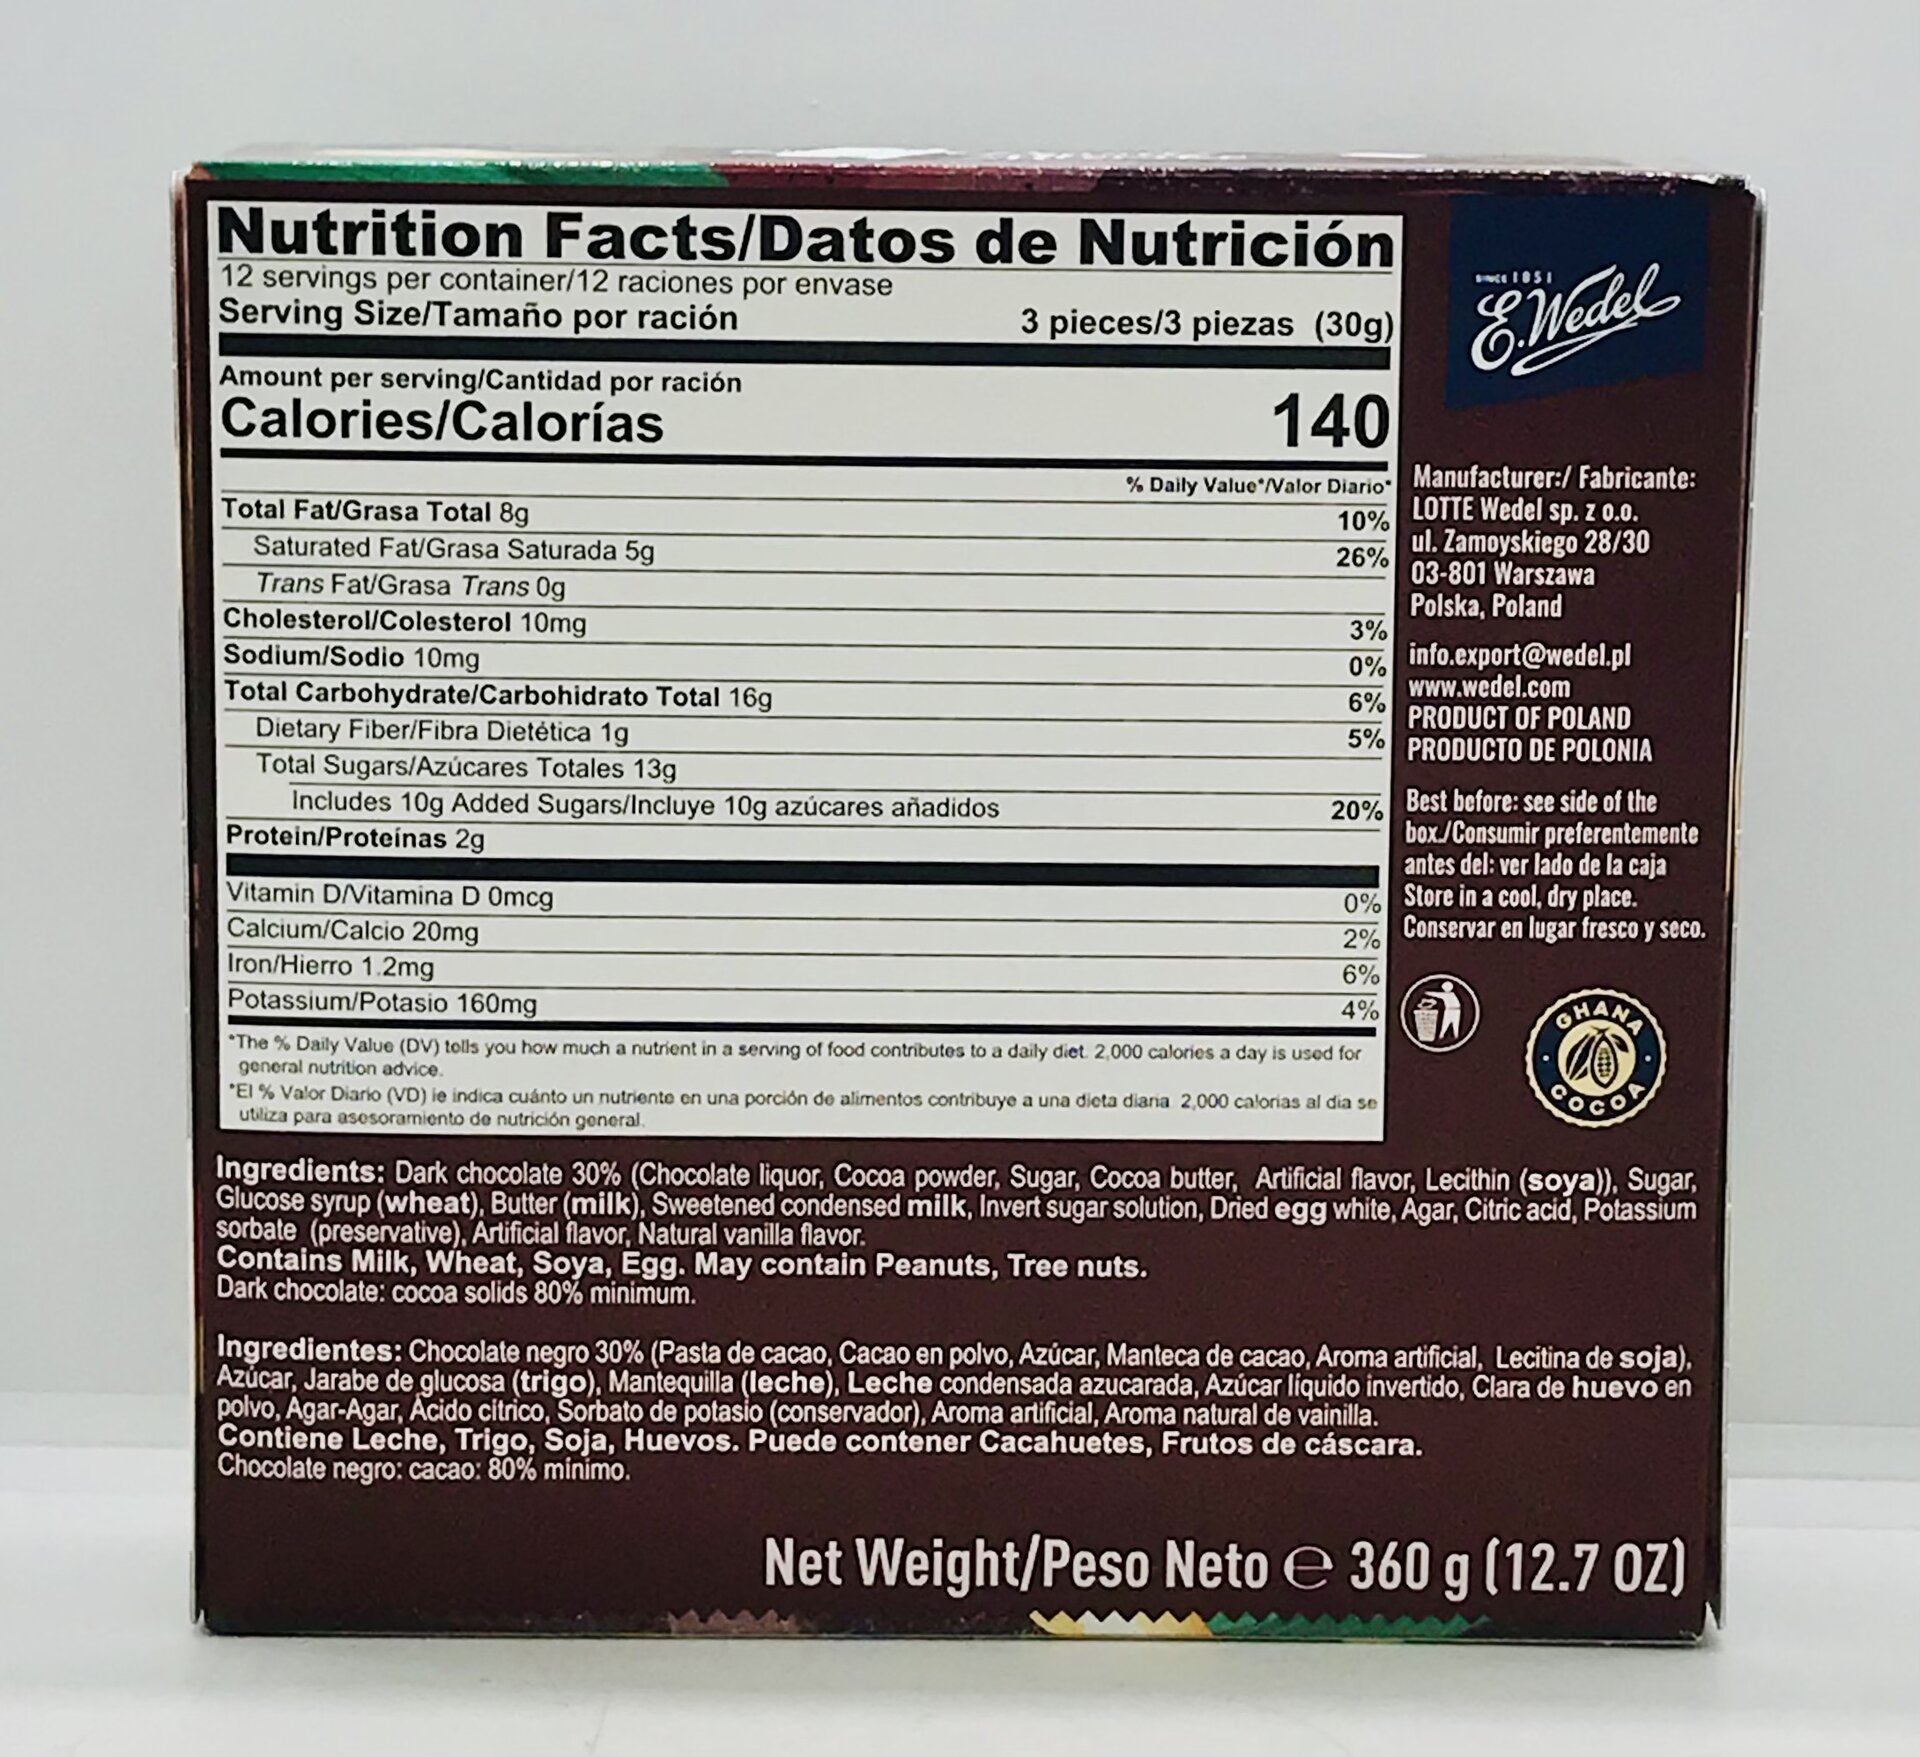 Nutrition Facts/Datos de Nutrición
12 servings per container/12 raciones por envase
Serving Size/Tamaño por ración 3 pieces/3 piezas (30g)
Amount per serving/Cantidad por ración
Calories/Calorías 140
% Daily Value*/Valor Diario*
Total Fat/Grasa Total 8g 10%
Saturated Fat/Grasa Saturada 5g 26%
Trans Fat/Grasa Trans 0g
Cholesterol/Colesterol 10mg 3%
Sodium/Sodio 10mg 0%
Total Carbohydrate/Carbohidrato Total 16g 6%
Dietary Fiber/Fibra Dietética 1g 5%
Total Sugars/Azúcares Totales 13g
Includes 10g Added Sugars/Incluye 10g azúcares añadidos 20%
Protein/Proteínas 2g
Vitamin D/Vitamina D 0mcg 0%
Calcium/Calcio 20mg 2%
Iron/Hierro 1.2mg 6%
Potassium/Potasio 160mg 4%
*The % Daily Value (DV) tells you how much a nutrient in a serving of food contributes to a daily diet. 2,000 calories a day is used for
general nutrition advice.
*El % Valor Diario (VD) le indica cuánto un nutriente en una porción de alimentos contribuye a una dieta diaria 2,000 calorias al dia se
utiliza para asesoramiento de nutrición general.
SINCE 1851
E.Wedel
Manufacturer:/ Fabricante:
LOTTE Wedel sp. z o.o.
ul. Zamoyskiego 28/30
03-801 Warszawa
Polska, Poland
info.export@wedel.pl
www.wedel.com
PRODUCT OF POLAND
PRODUCTO DE POLONIA
Best before: see side of the
box./Consumir preferentemente
antes del: ver lado de la caja
Store in a cool, dry place.
Conservar en lugar fresco y seco.
GHANA
COCOA
Ingredients: Dark chocolate 30% (Chocolate liquor, Cocoa powder, Sugar, Cocoa butter, Artificial flavor, Lecithin (soya)), Sugar,
Glucose syrup (wheat), Butter (milk), Sweetened condensed milk, Invert sugar solution, Dried egg white, Agar, Citric acid, Potassium
sorbate (preservative), Artificial flavor, Natural vanilla flavor.
Contains Milk, Wheat, Soya, Egg. May contain Peanuts, Tree nuts.
Dark chocolate: cocoa solids 80% minimum.
Ingredientes: Chocolate negro 30% (Pasta de cacao, Cacao en polvo, Azúcar, Manteca de cacao, Aroma artificial, Lecitina de soja),
Azúcar, Jarabe de glucosa (trigo), Mantequilla (leche), Leche condensada azucarada, Azúcar líquido invertido, Clara de huevo en
polvo, Agar-Agar, Ácido cítrico, Sorbato de potasio (conservador), Aroma artificial, Aroma natural de vainilla.
Contiene Leche, Trigo, Soja, Huevos. Puede contener Cacahuetes, Frutos de cáscara.
Chocolate negro: cacao: 80% mínimo.
Net Weight/Peso Neto ℮ 360 g (12.7 OZ)